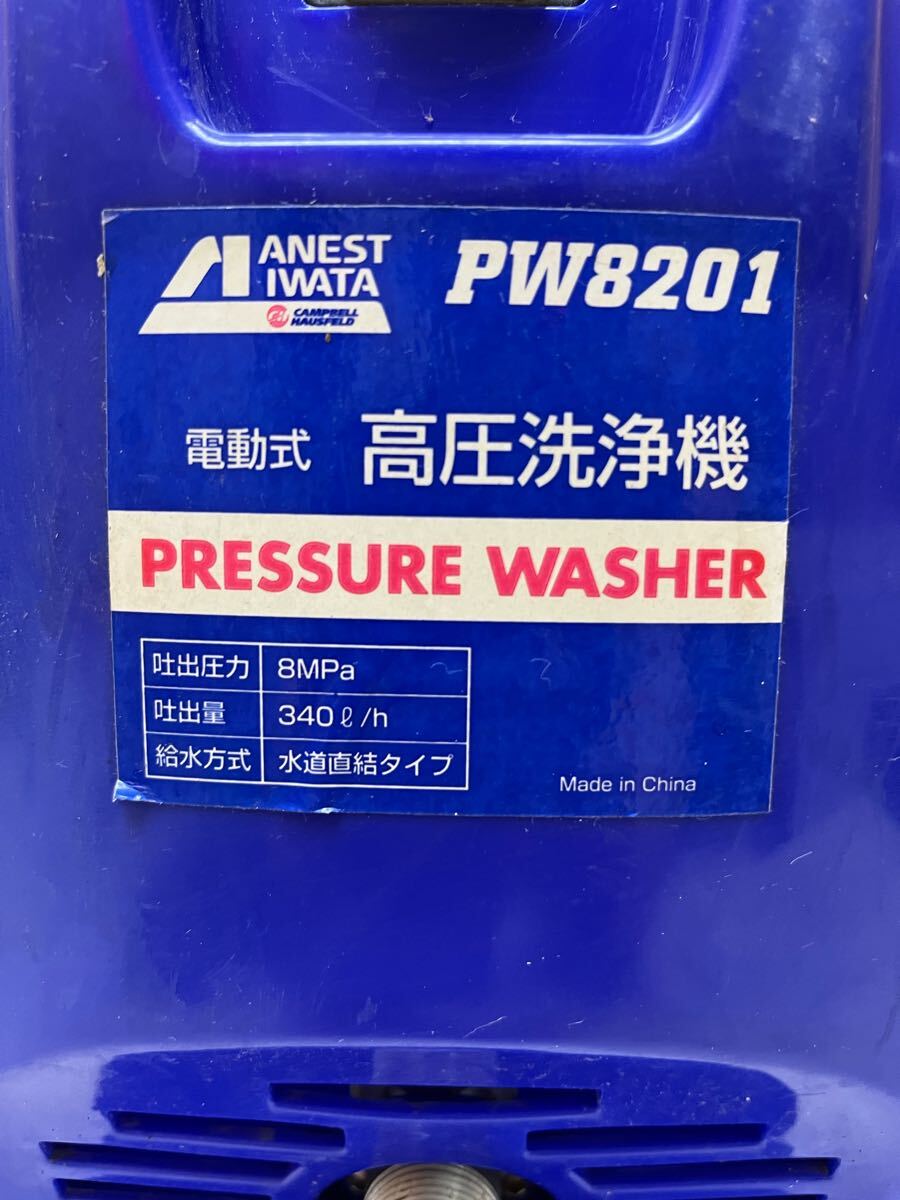 ANEST
IWATA
CAMPBELL
HAUSFELD
PW8201
電動式 高圧洗浄機
PRESSURE WASHER
吐出圧力 8MPa
吐出量 340ℓ/h
給水方式 水道直結タイプ
Made in China